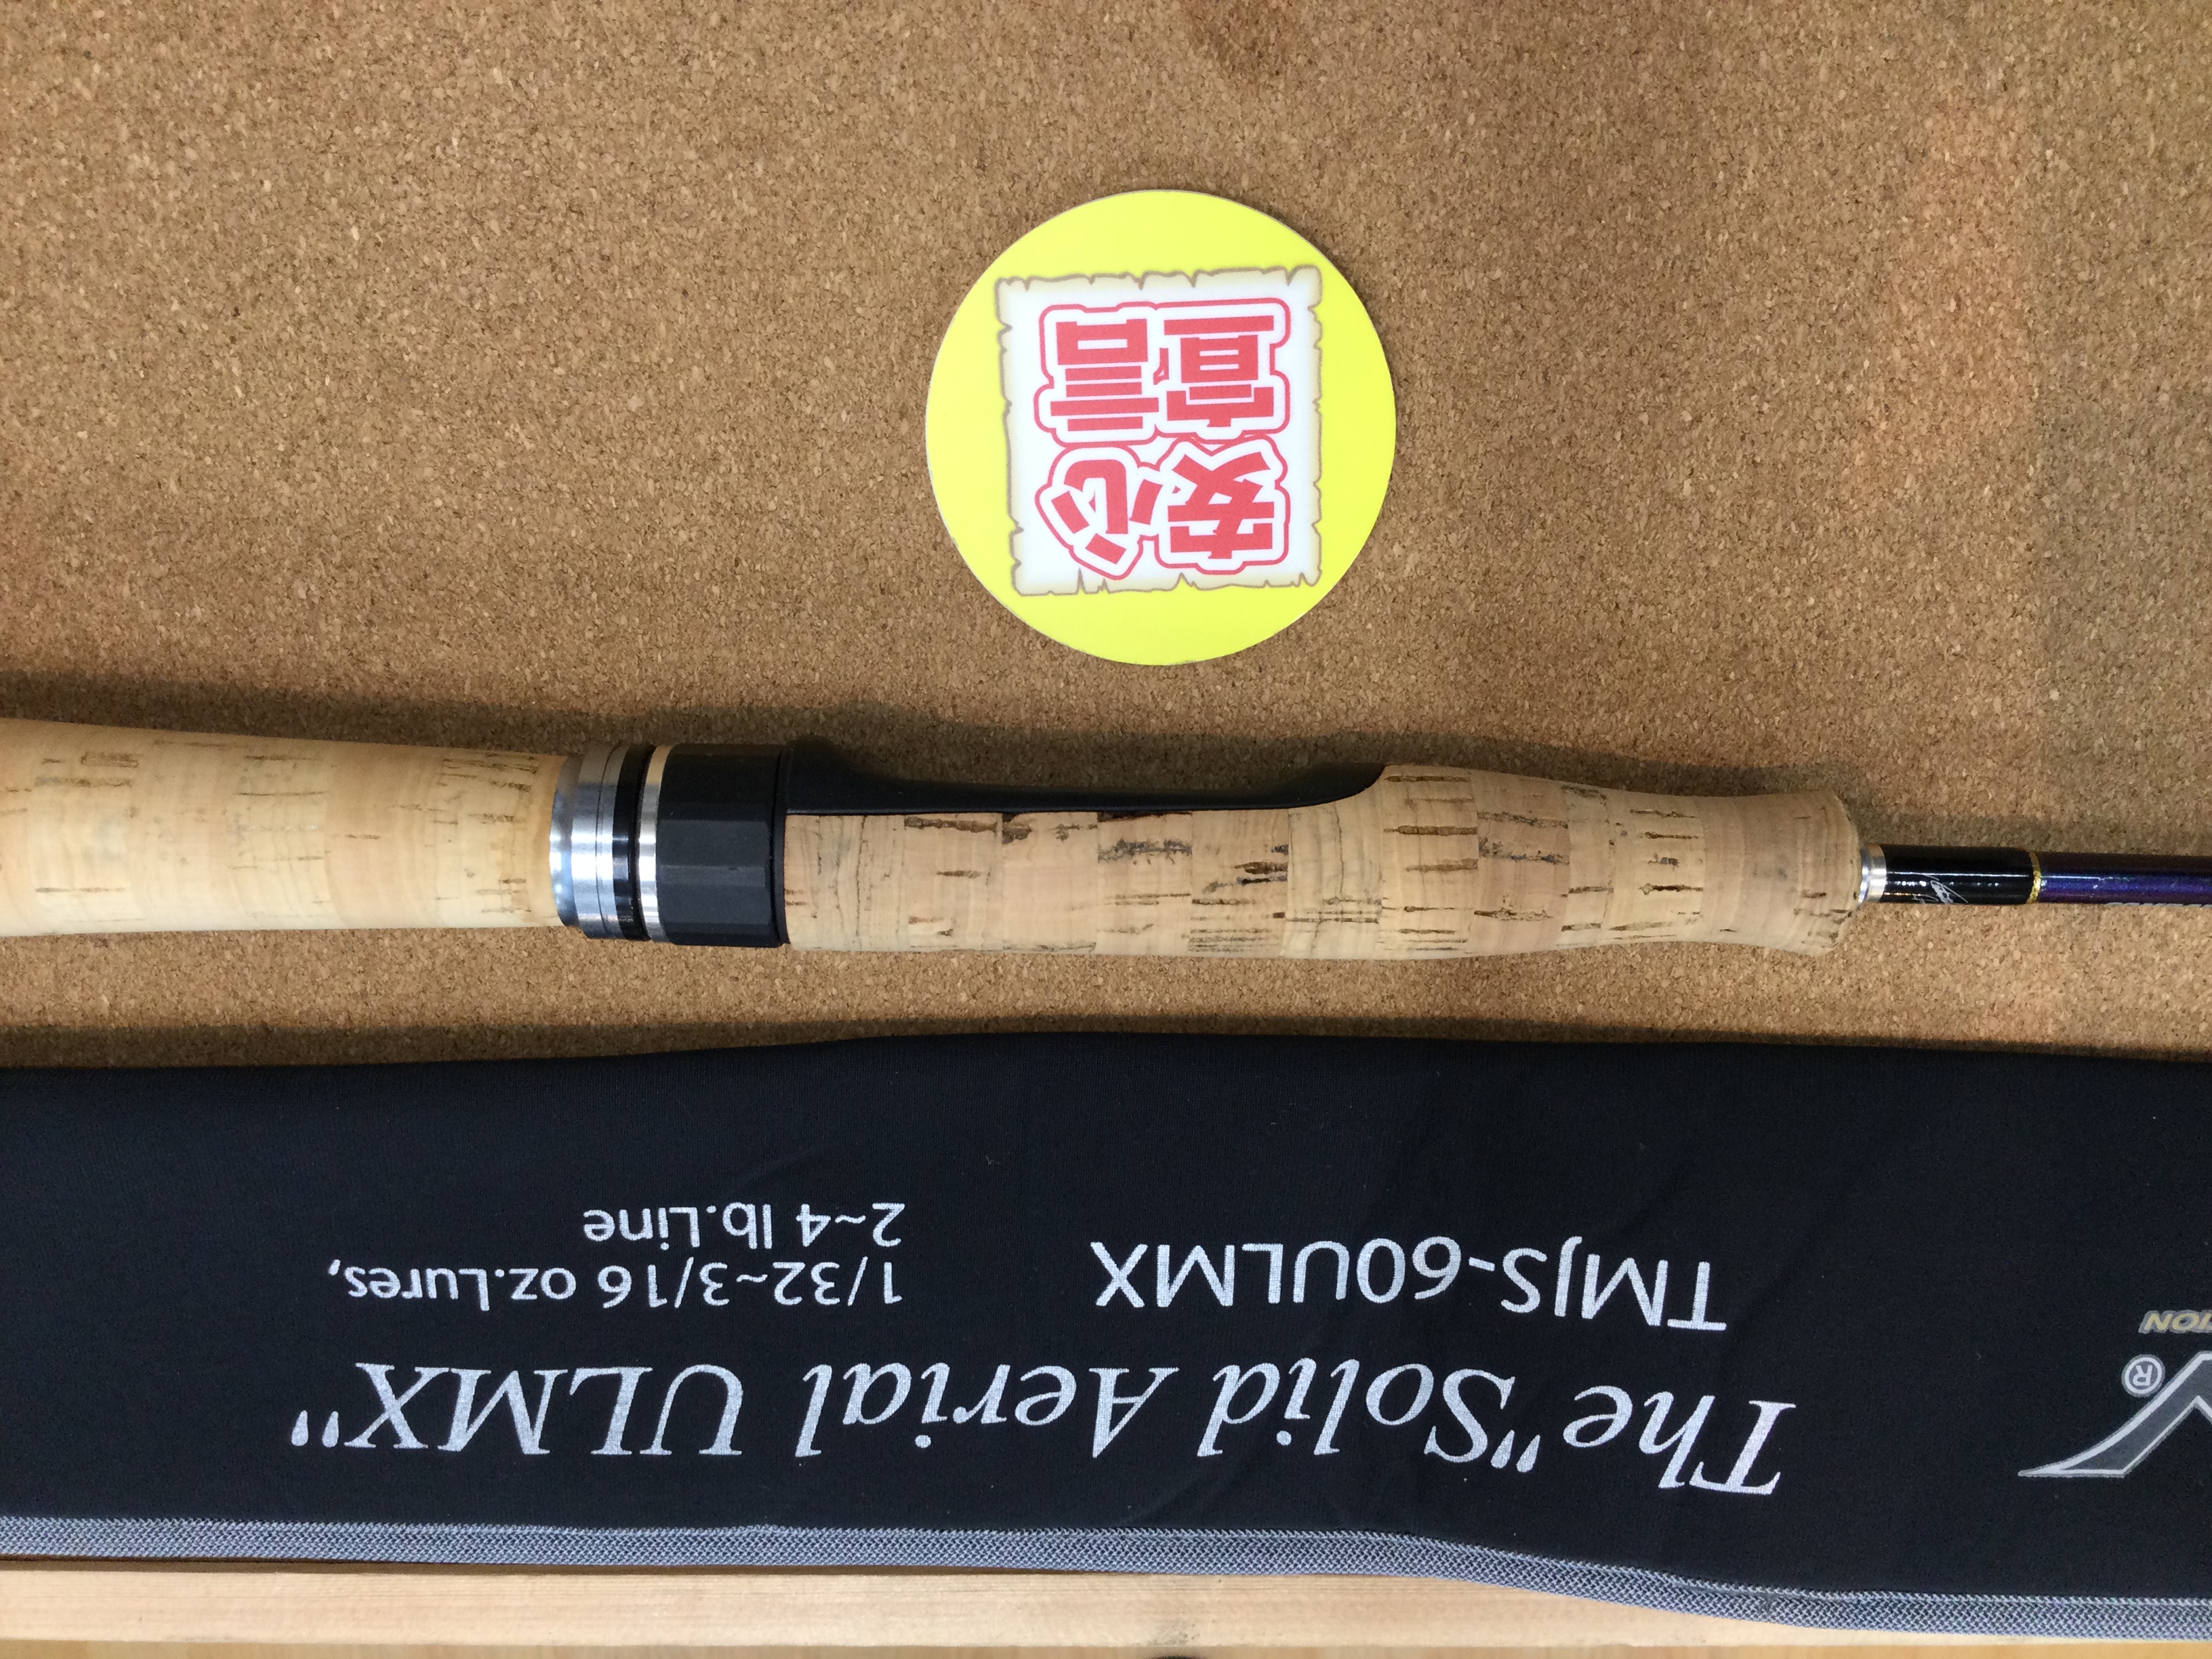 安心
宣言
The "Solid Aerial ULMX"
TMJS-60ULMX
1/32~3/16 oz.Lures,
2~4 lb.Line
®